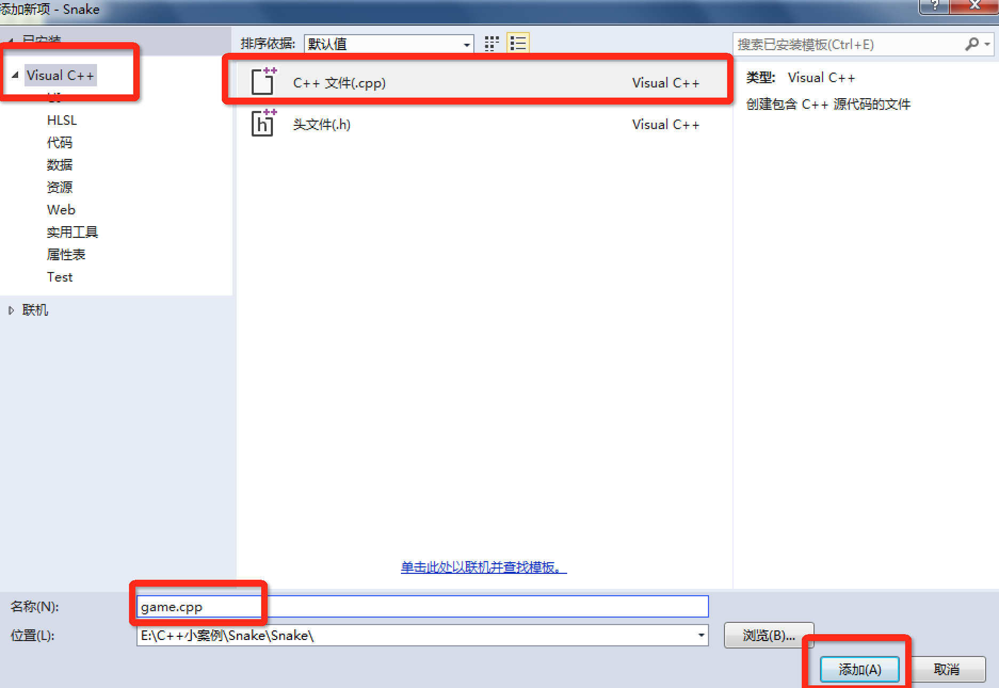 添加新项 - Snake
已安装
排序依据: 默认值
搜索已安装模板(Ctrl+E)
Visual C++
HLSL
代码
数据
资源
Web
实用工具
属性表
Test
联机
C++ 文件(.cpp) Visual C++
头文件(.h) Visual C++
类型: Visual C++
创建包含 C++ 源代码的文件
单击此处以联机并查找模板。
名称(N): game.cpp
位置(L): E:\C++小案例\Snake\Snake\
浏览(B)...
添加(A) 取消